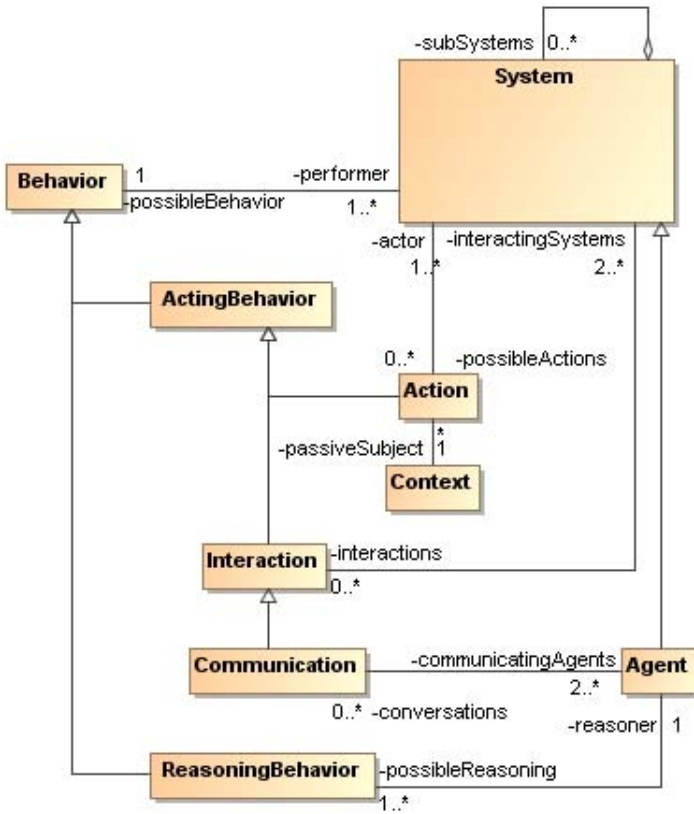 -subSystems 0..*
System
Behavior
1
-performer
-possibleBehavior
1..*
-actor
-interactingSystems
1..*
2..*
ActingBehavior
0..*
-possibleActions
Action
*
-passiveSubject
1
Context
Interaction
-interactions
0..*
Communication
-communicatingAgents
Agent
2..*
0..* -conversations
-reasoner
1
ReasoningBehavior
-possibleReasoning
1..*